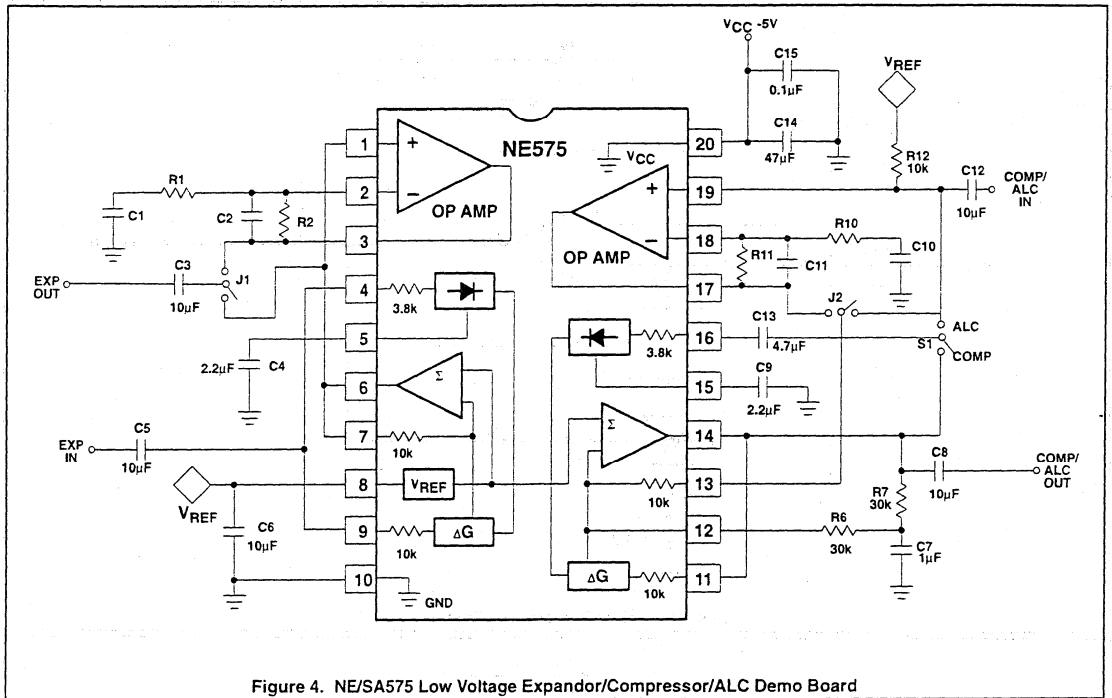 VCC -5V
C15
0.1µF
VREF
C14
47µF
NE575
1
+
20
VCC
R12
10k
C12
10µF
COMP/
ALC
IN
R1
2
−
OP AMP
+
19
C1
C2
R2
R10
3
OP AMP
−
18
R11
C11
C10
EXP
OUT
C3
10µF
J1
4
3.8k
17
J2
5
3.8k
16
C13
4.7µF
ALC
S1
COMP
2.2µF
C4
15
C9
2.2µF
6
Σ
Σ
14
EXP
IN
C5
10µF
7
10k
10k
13
C8
10µF
COMP/
ALC
OUT
R7
30k
VREF
8
VREF
12
R6
30k
C6
10µF
9
10k
ΔG
ΔG
10k
11
C7
1µF
10
GND
Figure 4. NE/SA575 Low Voltage Expandor/Compressor/ALC Demo Board